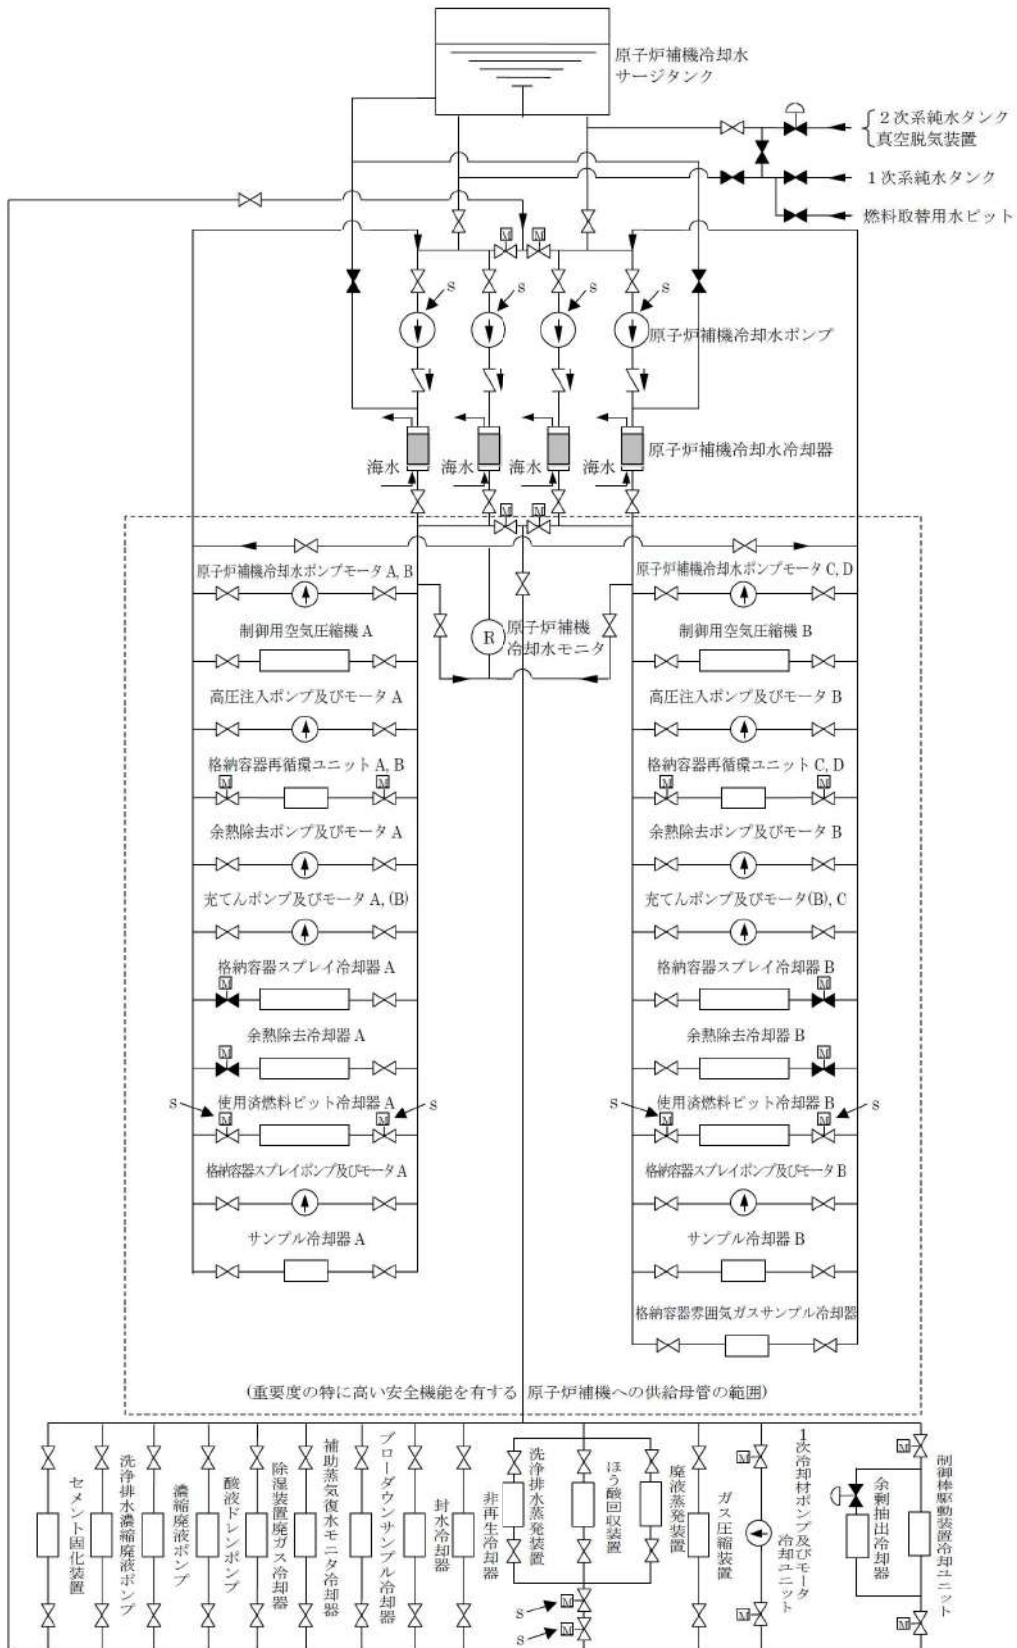 原子炉補機冷却水
サージタンク
2次系純水タンク
真空脱気装置
1次系純水タンク
燃料取替用水ピット
M
M
S
S
S
S
原子炉補機冷却水ポンプ
原子炉補機冷却水冷却器
海水
海水
海水
海水
M
M
原子炉補機冷却水ポンプモータ A, B
原子炉補機冷却水ポンプモータ C, D
原子炉補機
冷却水モニタ
R
制御用空気圧縮機 A
制御用空気圧縮機 B
高圧注入ポンプ及びモータ A
高圧注入ポンプ及びモータ B
格納容器再循環ユニット A, B
格納容器再循環ユニット C, D
M
M
M
M
余熱除去ポンプ及びモータ A
余熱除去ポンプ及びモータ B
充てんポンプ及びモータ A, (B)
充てんポンプ及びモータ(B), C
格納容器スプレイ冷却器 A
格納容器スプレイ冷却器 B
M
M
余熱除去冷却器 A
余熱除去冷却器 B
M
M
S
使用済燃料ピット冷却器 A
S
S
使用済燃料ピット冷却器 B
S
M
M
M
M
格納容器スプレイポンプ及びモータ A
格納容器スプレイポンプ及びモータ B
サンプル冷却器 A
サンプル冷却器 B
格納容器雰囲気ガスサンプル冷却器
(重要度の特に高い安全機能を有する 原子炉補機への供給母管の範囲)
セメント固化装置
洗浄排水濃縮廃液ポンプ
濃縮廃液ポンプ
酸液ドレンポンプ
除湿装置廃ガス冷却器
補助蒸気復水モニタ冷却器
ブローダウンサンプル冷却器
封水冷却器
非再生冷却器
洗浄排水蒸発装置
ほう酸回収装置
廃液蒸発装置
ガス圧縮装置
1次冷却材ポンプ及びモータ
冷却ユニット
余剰抽出冷却器
制御棒駆動装置冷却ユニット
M
M
M
M
S
M
S
M